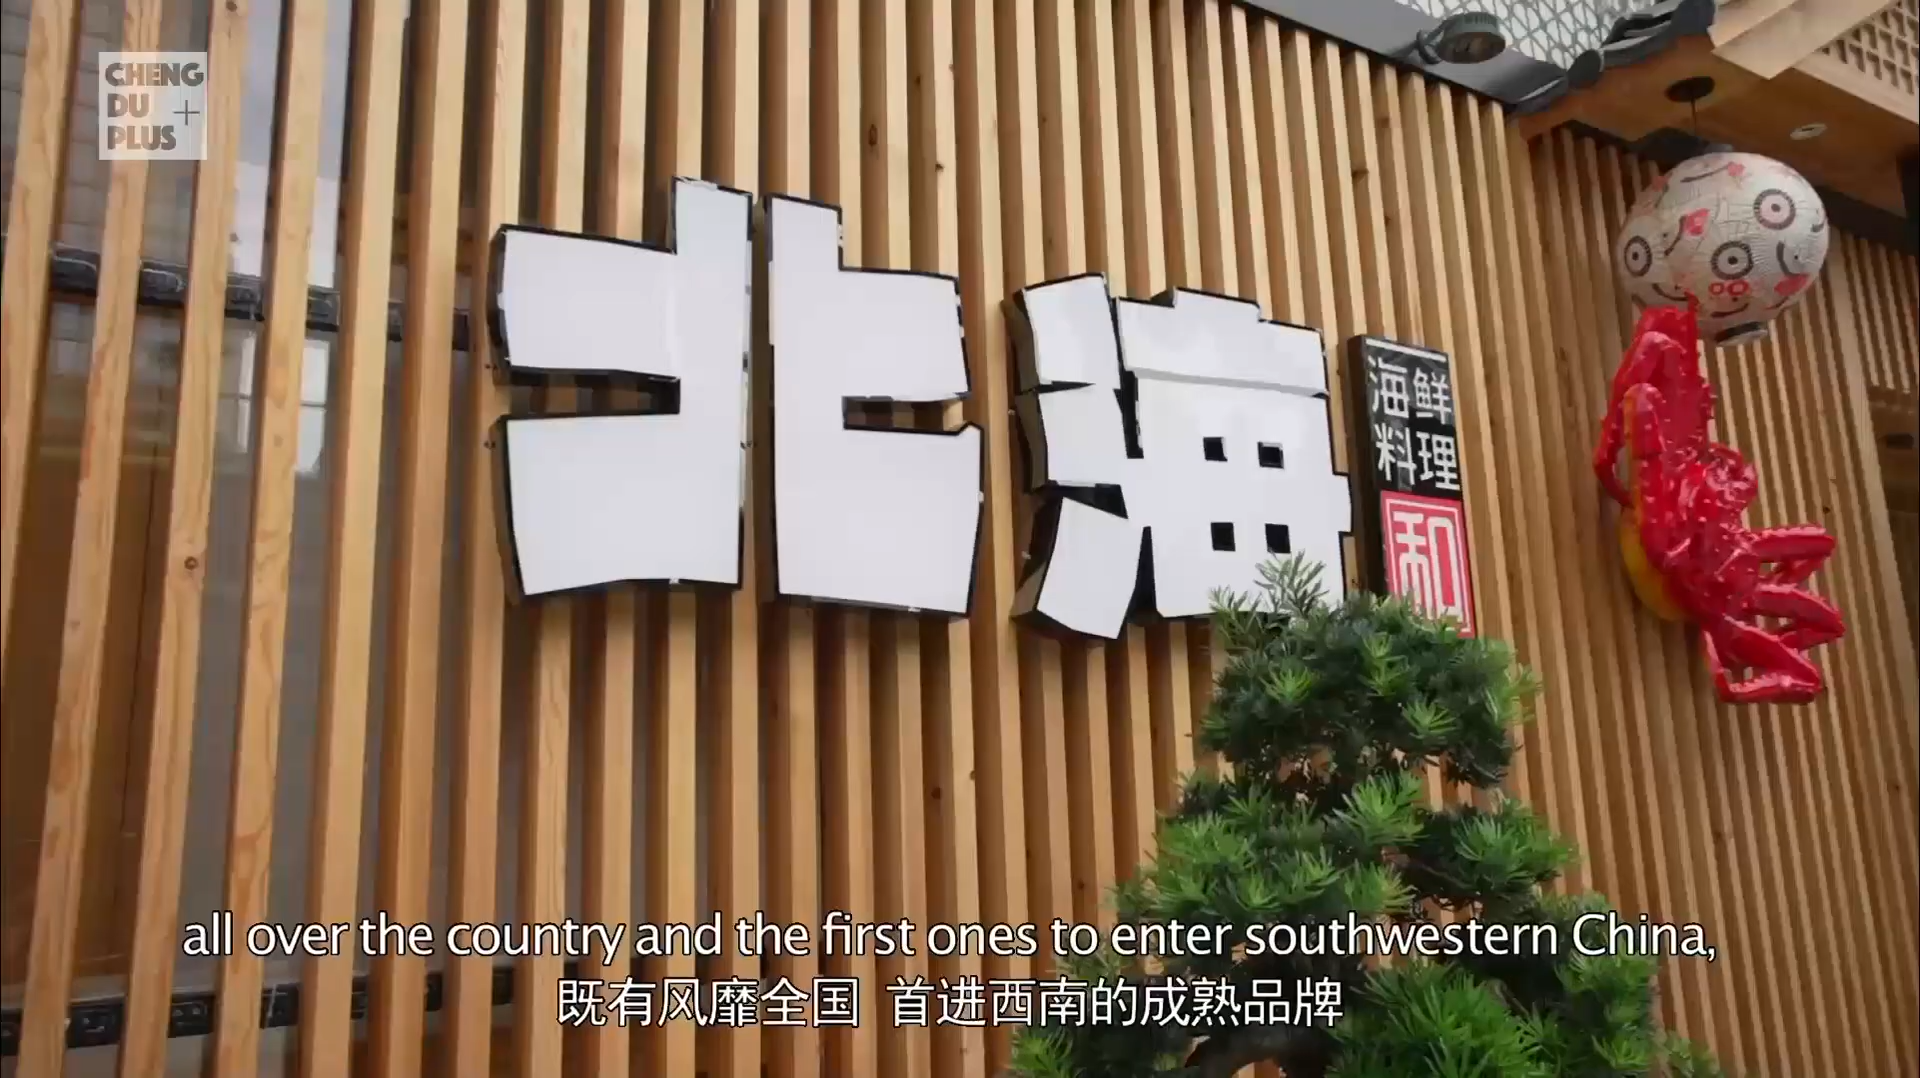 CHENG
DU
PLUS+
北海
海鲜
料理
和
all over the country and the first ones to enter southwestern China,
既有风靡全国 首进西南的成熟品牌